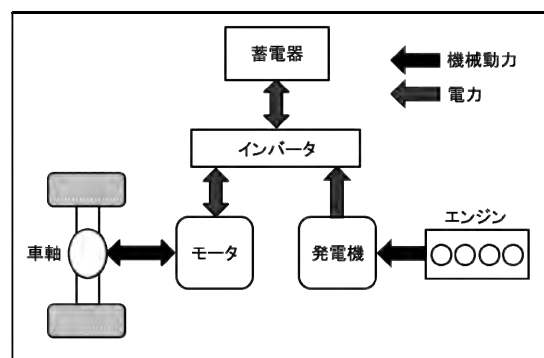 蓄電器
機械動力
電力
インバータ
エンジン
車軸
モータ
発電機